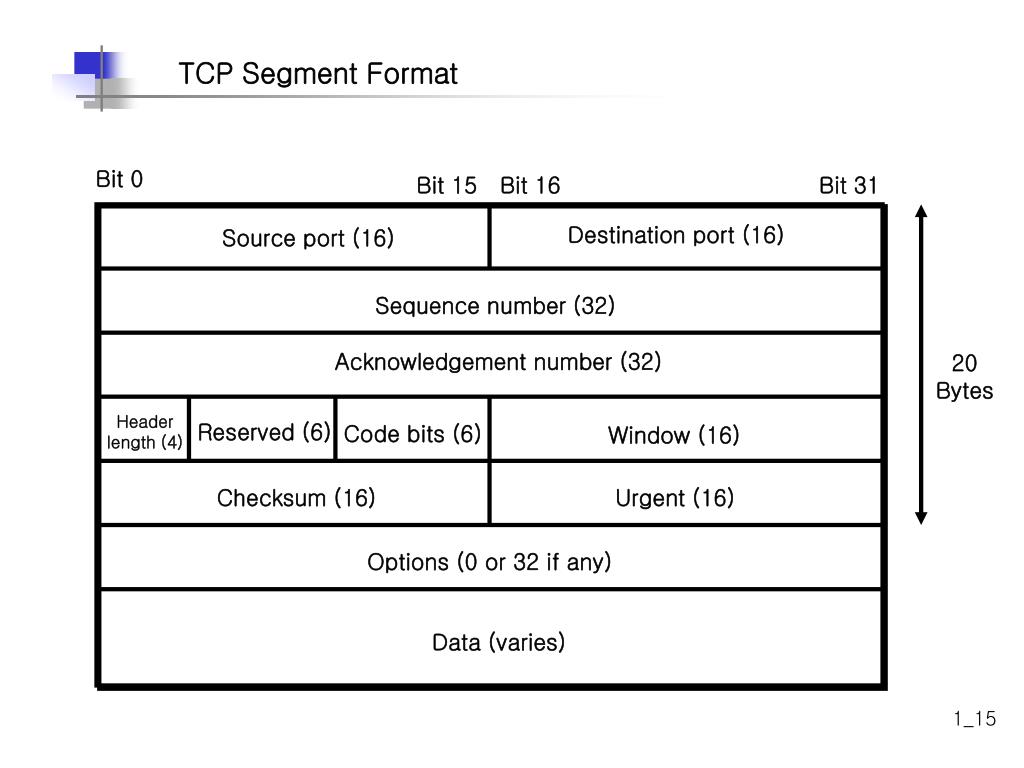 TCP Segment Format
Bit 0
Bit 15
Bit 16
Bit 31
Source port (16)
Destination port (16)
Sequence number (32)
Acknowledgement number (32)
20
Bytes
Header
length (4)
Reserved (6)
Code bits (6)
Window (16)
Checksum (16)
Urgent (16)
Options (0 or 32 if any)
Data (varies)
1_15